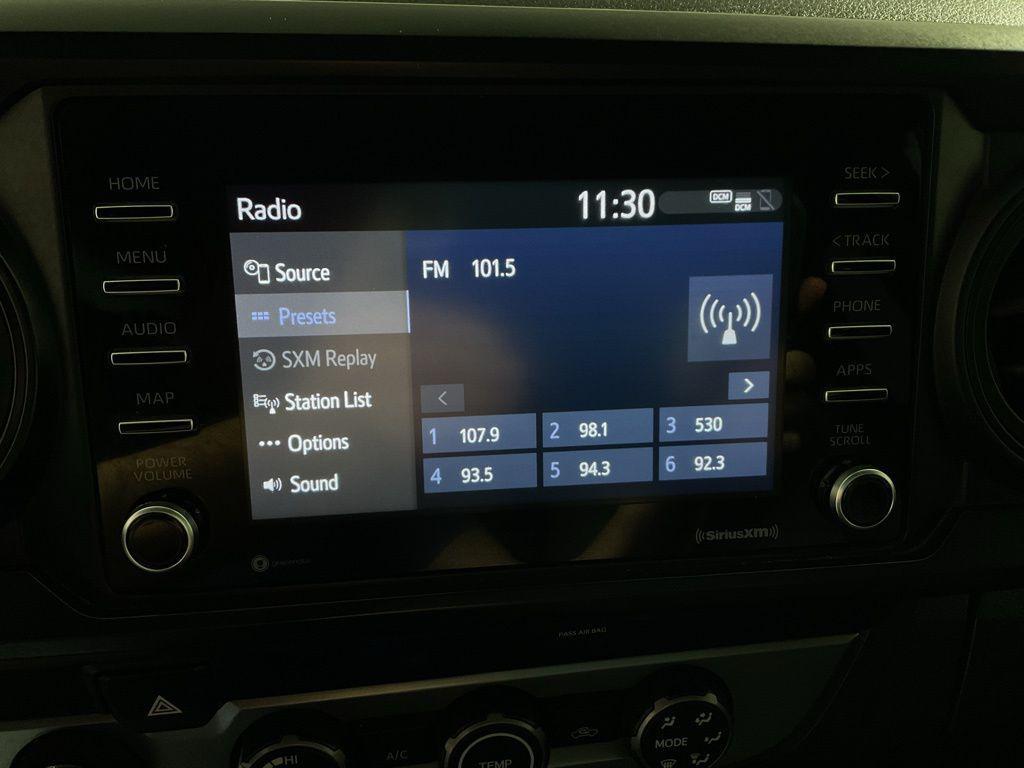 HOME
MENU
AUDIO
MAP
POWER
VOLUME
Radio
11:30
DCM
DCM
Source
Presets
SXM Replay
Station List
Options
Sound
FM 101.5
<
>
1 107.9
2 98.1
3 530
4 93.5
5 94.3
6 92.3
SEEK >
< TRACK
PHONE
APPS
TUNE
SCROLL
((SiriusXM))
gracenote
PASS AIR BAG
HI
A/C
TEMP
MODE